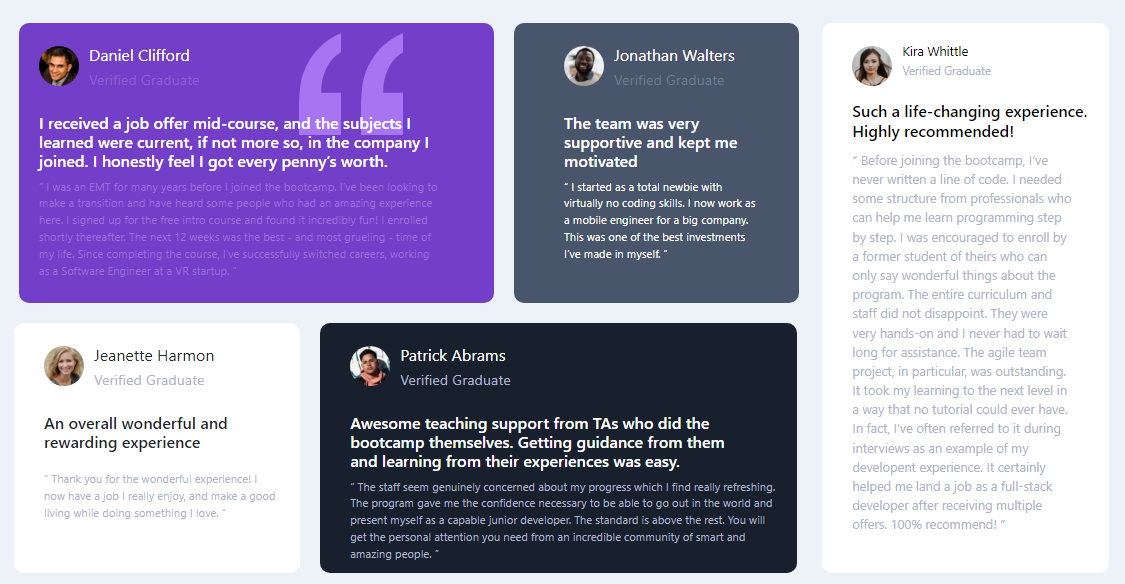 Daniel Clifford
Verified Graduate
I received a job offer mid-course, and the subjects I
learned were current, if not more so, in the company I
joined. I honestly feel I got every penny’s worth.
“ I was an EMT for many years before I joined the bootcamp. I’ve been looking to
make a transition and have heard some people who had an amazing experience
here. I signed up for the free intro course and found it incredibly fun! I enrolled
shortly thereafter. The next 12 weeks was the best - and most grueling - time of
my life. Since completing the course, I’ve successfully switched careers, working
as a Software Engineer at a VR startup. ”
Jonathan Walters
Verified Graduate
The team was very
supportive and kept me
motivated
“ I started as a total newbie with
virtually no coding skills. I now work as
a mobile engineer for a big company.
This was one of the best investments
I’ve made in myself. ”
Kira Whittle
Verified Graduate
Such a life-changing experience.
Highly recommended!
“ Before joining the bootcamp, I’ve
never written a line of code. I needed
some structure from professionals who
can help me learn programming step
by step. I was encouraged to enroll by
a former student of theirs who can
only say wonderful things about the
program. The entire curriculum and
staff did not disappoint. They were
very hands-on and I never had to wait
long for assistance. The agile team
project, in particular, was outstanding.
It took my learning to the next level in
a way that no tutorial could ever have.
In fact, I’ve often referred to it during
interviews as an example of my
developent experience. It certainly
helped me land a job as a full-stack
developer after receiving multiple
offers. 100% recommend! ”
Jeanette Harmon
Verified Graduate
An overall wonderful and
rewarding experience
“ Thank you for the wonderful experience! I
now have a job I really enjoy, and make a good
living while doing something I love. ”
Patrick Abrams
Verified Graduate
Awesome teaching support from TAs who did the
bootcamp themselves. Getting guidance from them
and learning from their experiences was easy.
“ The staff seem genuinely concerned about my progress which I find really refreshing.
The program gave me the confidence necessary to be able to go out in the world and
present myself as a capable junior developer. The standard is above the rest. You will
get the personal attention you need from an incredible community of smart and
amazing people. ”